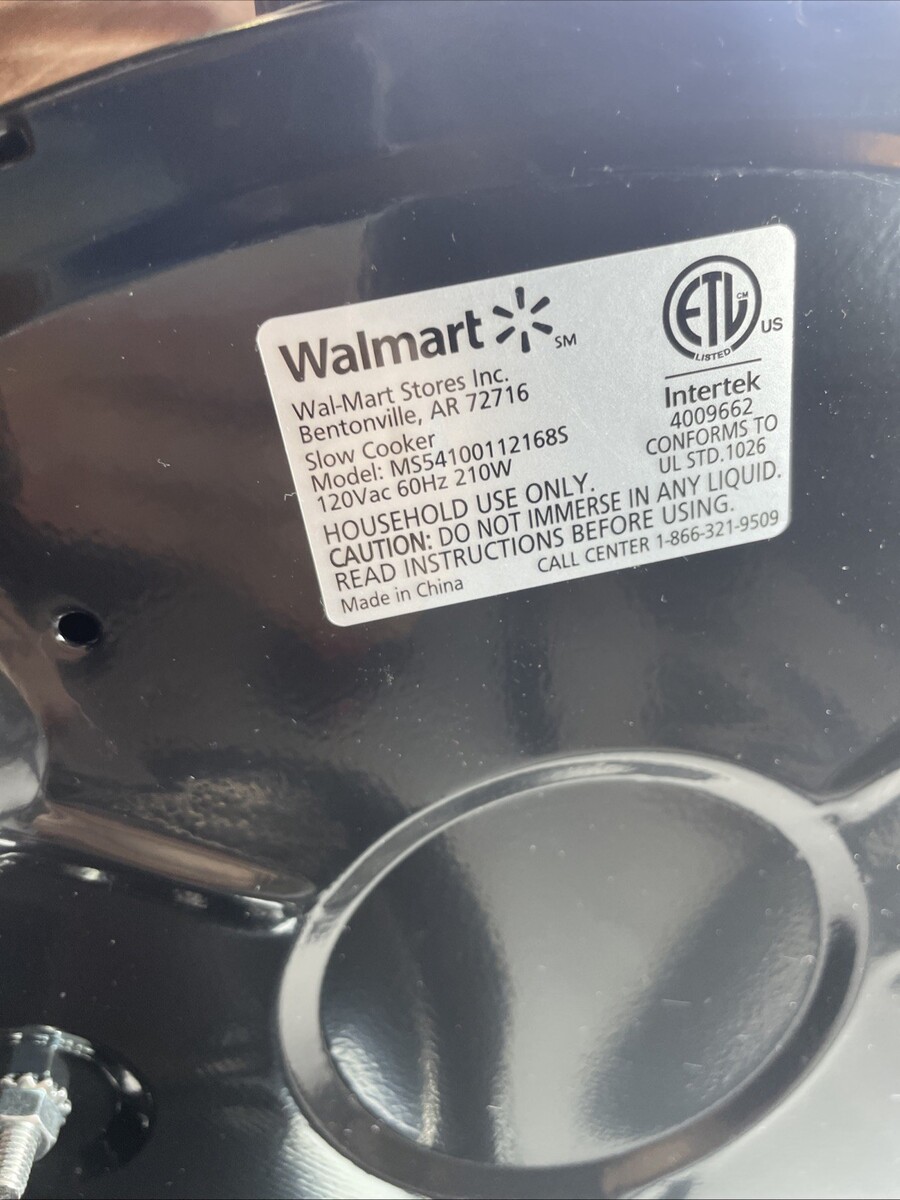 Walmart SM
Wal-Mart Stores Inc.
Bentonville, AR 72716
Slow Cooker
Model: MS54100112168S
120Vac 60Hz 210W
HOUSEHOLD USE ONLY.
CAUTION: DO NOT IMMERSE IN ANY LIQUID.
READ INSTRUCTIONS BEFORE USING.
Made in China
CALL CENTER 1-866-321-9509
ETL CM
LISTED
US
Intertek
4009662
CONFORMS TO
UL STD.1026